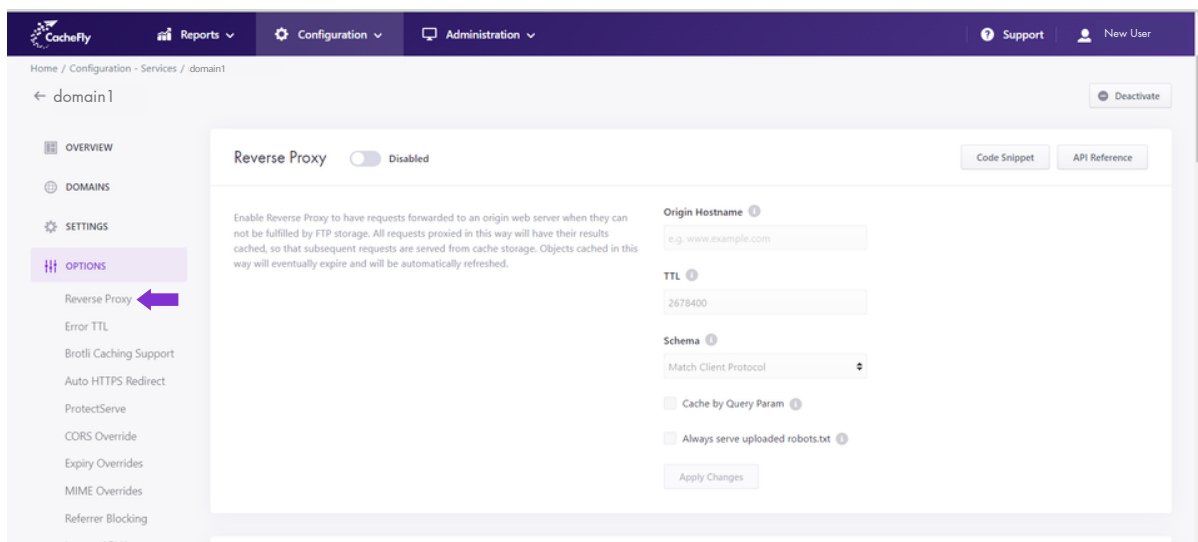 CacheFly
Reports
Configuration
Administration
Support
New User
Home / Configuration - Services / domain1
← domain1
Deactivate
OVERVIEW
DOMAINS
SETTINGS
OPTIONS
Reverse Proxy
Error TTL
Brotli Caching Support
Auto HTTPS Redirect
ProtectServe
CORS Override
Expiry Overrides
MIME Overrides
Referrer Blocking
Reverse Proxy
Disabled
Code Snippet
API Reference
Enable Reverse Proxy to have requests forwarded to an origin web server when they can
not be fulfilled by FTP storage. All requests proxied in this way will have their results
cached, so that subsequent requests are served from cache storage. Objects cached in this
way will eventually expire and will be automatically refreshed.
Origin Hostname
e.g. www.example.com
TTL
2678400
Schema
Match Client Protocol
Cache by Query Param
Always serve uploaded robots.txt
Apply Changes